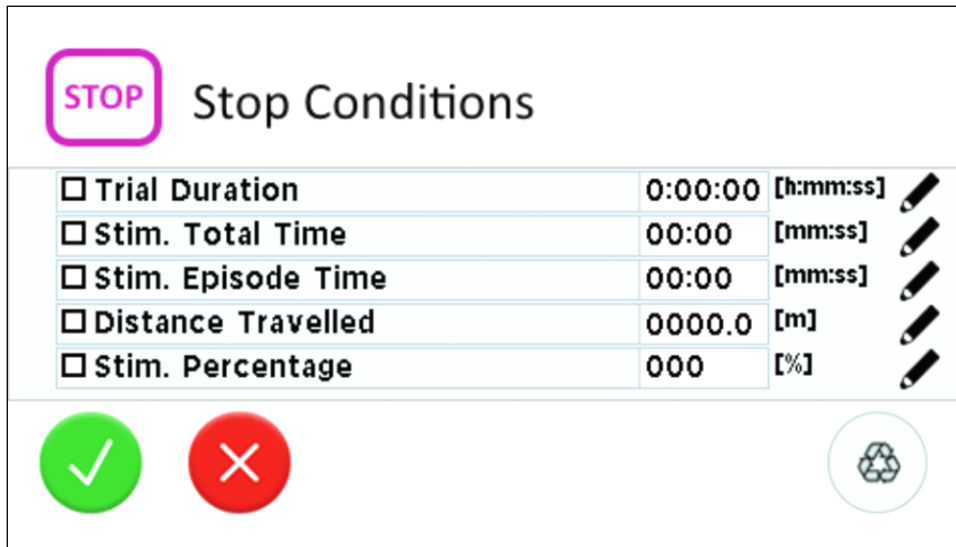 STOP Stop Conditions
☐ Trial Duration 0:00:00 [h:mm:ss]
☐ Stim. Total Time 00:00 [mm:ss]
☐ Stim. Episode Time 00:00 [mm:ss]
☐ Distance Travelled 0000.0 [m]
☐ Stim. Percentage 000 [%]